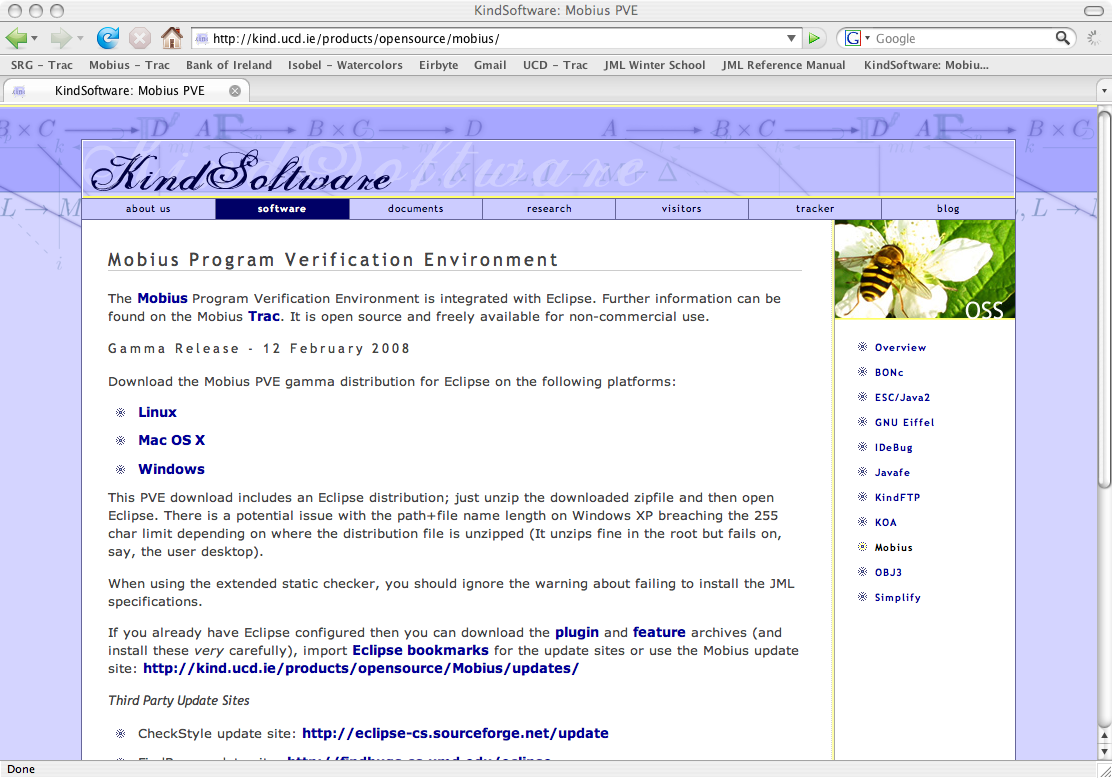 KindSoftware: Mobius PVE
http://kind.ucd.ie/products/opensource/mobius/
G Google
SRG – Trac Mobius – Trac Bank of Ireland Isobel – Watercolors Eirbyte Gmail UCD – Trac JML Winter School JML Reference Manual KindSoftware: Mobiu...
KindSoftware: Mobius PVE
B × C D′ A B × C D A B × C D′ A B × C
KindSoftware
L → M
, L →
i
about us software documents research visitors tracker blog
OSS
Mobius Program Verification Environment
The Mobius Program Verification Environment is integrated with Eclipse. Further information can be
found on the Mobius Trac. It is open source and freely available for non-commercial use.
Gamma Release - 12 February 2008
Download the Mobius PVE gamma distribution for Eclipse on the following platforms:
Linux
Mac OS X
Windows
This PVE download includes an Eclipse distribution; just unzip the downloaded zipfile and then open
Eclipse. There is a potential issue with the path+file name length on Windows XP breaching the 255
char limit depending on where the distribution file is unzipped (It unzips fine in the root but fails on,
say, the user desktop).
When using the extended static checker, you should ignore the warning about failing to install the JML
specifications.
If you already have Eclipse configured then you can download the plugin and feature archives (and
install these very carefully), import Eclipse bookmarks for the update sites or use the Mobius update
site: http://kind.ucd.ie/products/opensource/Mobius/updates/
Third Party Update Sites
CheckStyle update site: http://eclipse-cs.sourceforge.net/update
Overview
BONc
ESC/Java2
GNU Eiffel
IDeBug
Javafe
KindFTP
KOA
Mobius
OBJ3
Simplify
Done